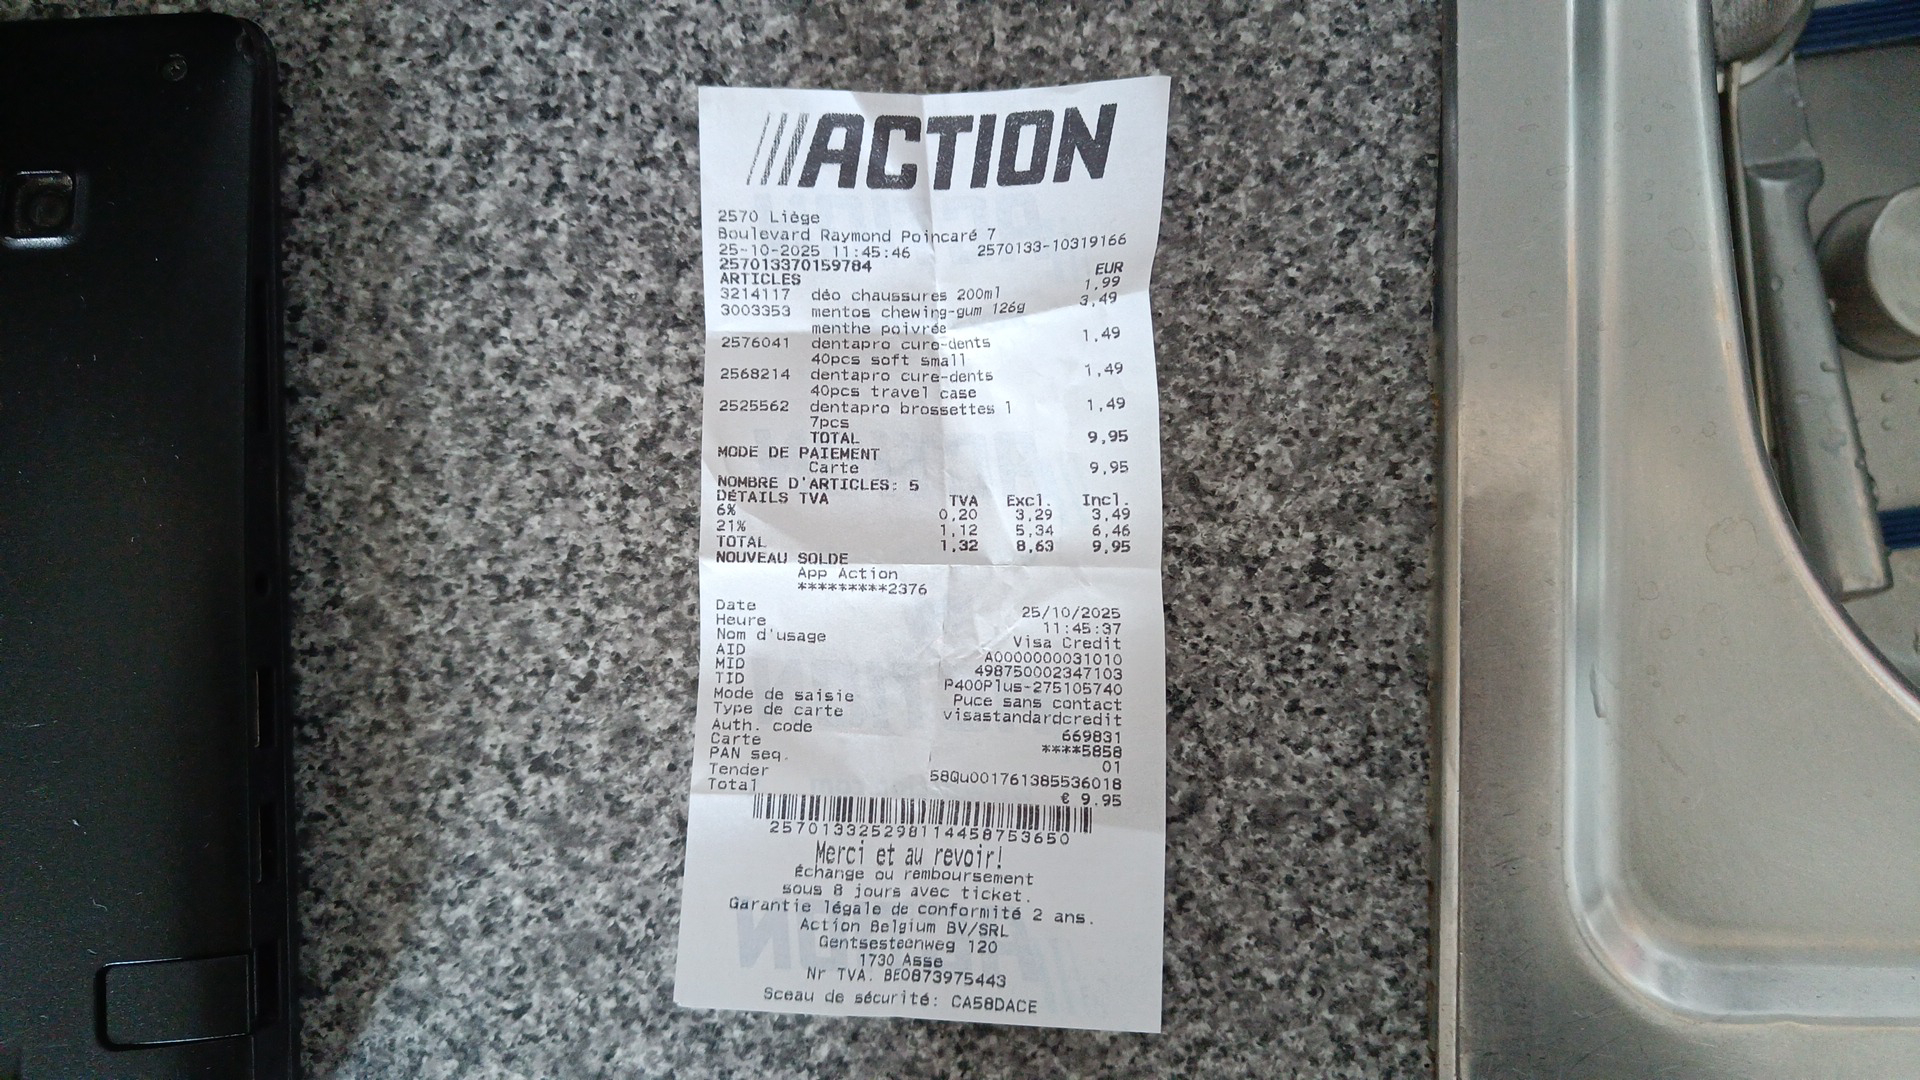 ACTION
2570 Liège
Boulevard Raymond Poincaré 7
25-10-2025 11:45:46 2570133-10319166
257013370159784
ARTICLES EUR
3214117 déo chaussures 200ml 1,99
3003353 mentos chewing-gum 126g 3,49
menthe poivrée
2576041 dentapro cure-dents 1,49
40pcs soft small
2568214 dentapro cure-dents 1,49
40pcs travel case
2525562 dentapro brossettes 1 1,49
7pcs
TOTAL 9,95
MODE DE PAIEMENT
Carte 9,95
NOMBRE D'ARTICLES: 5
DÉTAILS TVA TVA Excl. Incl.
6% 0,20 3,29 3,49
21% 1,12 5,34 6,46
TOTAL 1,32 8,63 9,95
NOUVEAU SOLDE
App Action
*********2376
Date 25/10/2025
Heure 11:45:37
Nom d'usage Visa Credit
AID A0000000031010
MID 498750002347103
TID P400Plus-275105740
Mode de saisie Puce sans contact
Type de carte visastandardcredit
Auth. code 669831
Carte ****5858
PAN seq. 01
Tender 58Qu001761385536018
Total € 9.95
257013325298114458753650
Merci et au revoir!
Échange ou remboursement
sous 8 jours avec ticket.
Garantie légale de conformité 2 ans.
Action Belgium BV/SRL
Gentsesteenweg 120
1730 Asse
Nr TVA. BE0873975443
Sceau de sécurité: CA58DACE